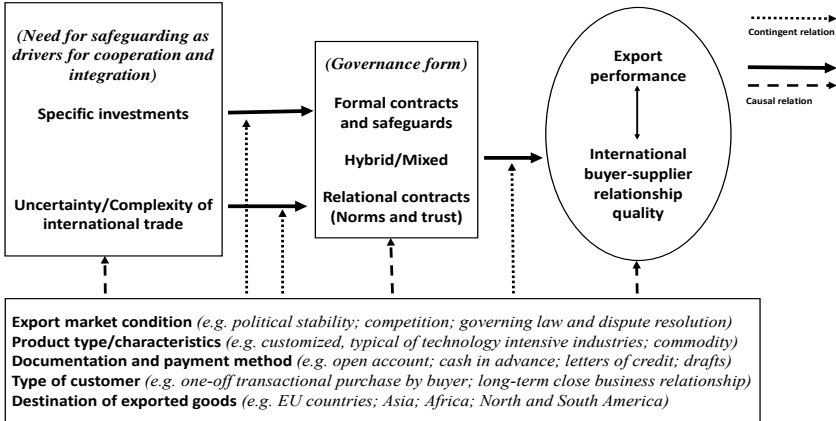 (Need for safeguarding as
drivers for cooperation and
integration)
Specific investments
Uncertainty/Complexity of
international trade
(Governance form)
Formal contracts
and safeguards
Hybrid/Mixed
Relational contracts
(Norms and trust)
Export
performance
International
buyer-supplier
relationship
quality
Contingent relation
Causal relation
Export market condition (e.g. political stability; competition; governing law and dispute resolution)
Product type/characteristics (e.g. customized, typical of technology intensive industries; commodity)
Documentation and payment method (e.g. open account; cash in advance; letters of credit; drafts)
Type of customer (e.g. one-off transactional purchase by buyer; long-term close business relationship)
Destination of exported goods (e.g. EU countries; Asia; Africa; North and South America)